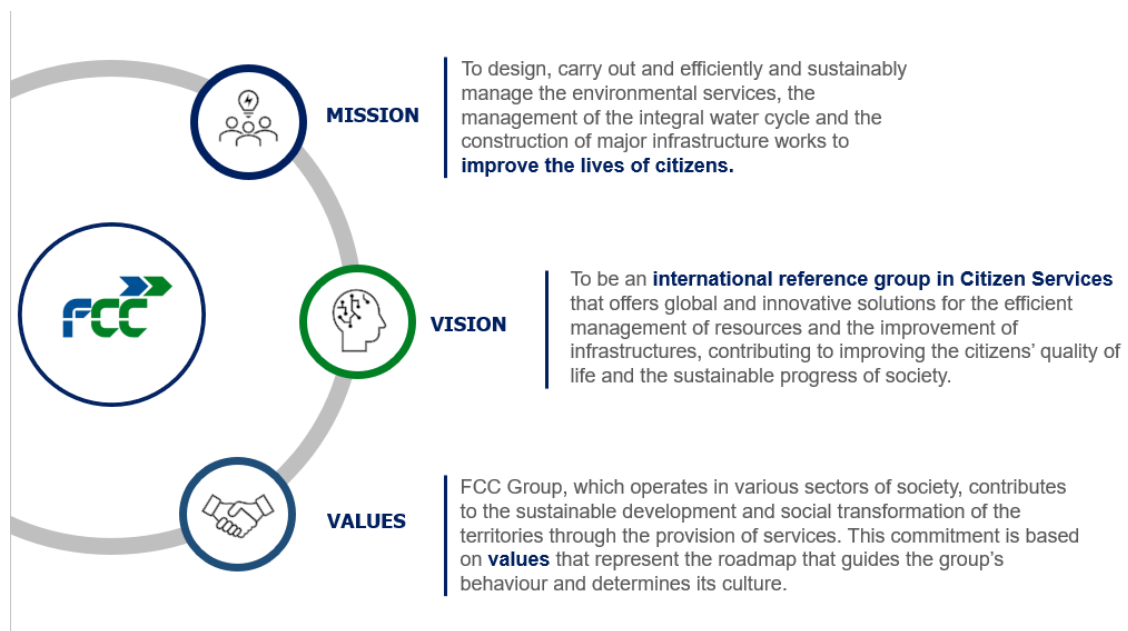 MISSION
To design, carry out and efficiently and sustainably
manage the environmental services, the
management of the integral water cycle and the
construction of major infrastructure works to
improve the lives of citizens.
FCC
VISION
To be an international reference group in Citizen Services
that offers global and innovative solutions for the efficient
management of resources and the improvement of
infrastructures, contributing to improving the citizens’ quality of
life and the sustainable progress of society.
VALUES
FCC Group, which operates in various sectors of society, contributes
to the sustainable development and social transformation of the
territories through the provision of services. This commitment is based
on values that represent the roadmap that guides the group’s
behaviour and determines its culture.